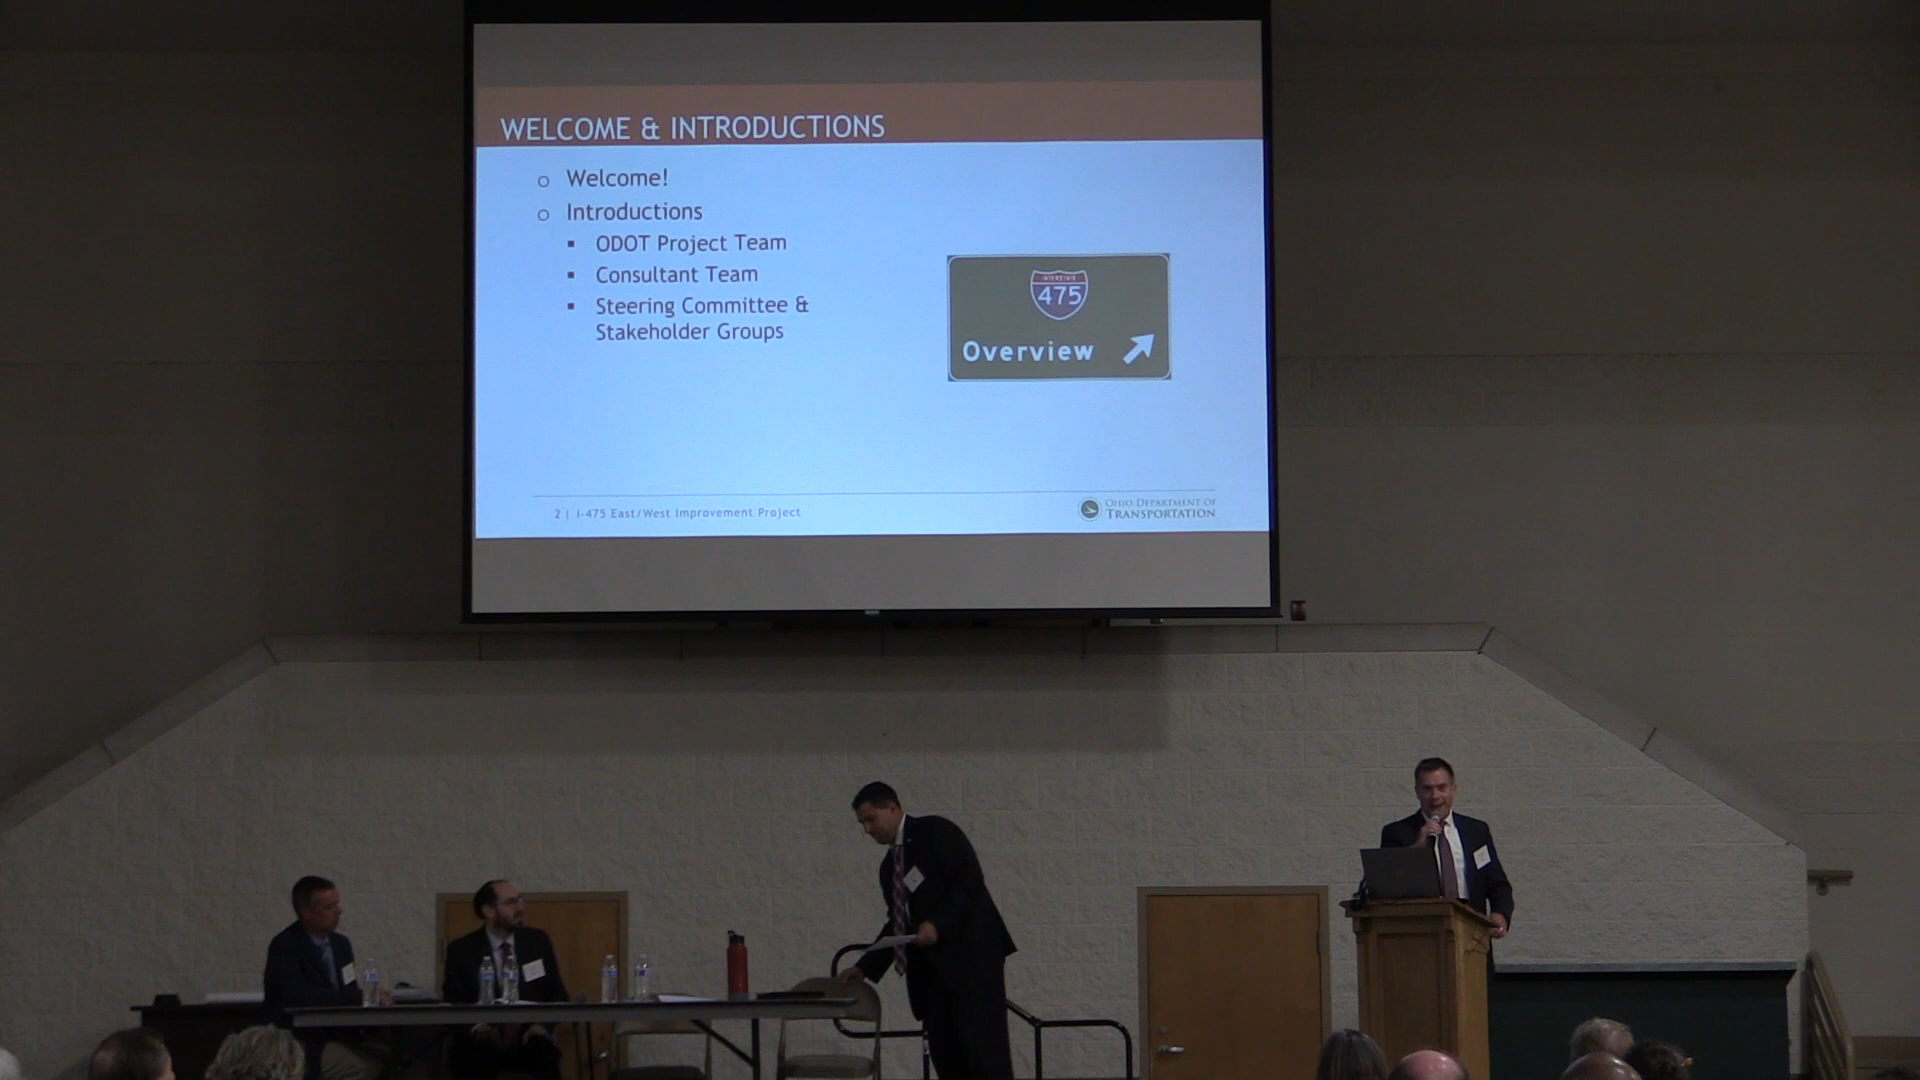 WELCOME & INTRODUCTIONS
Welcome!
Introductions
ODOT Project Team
Consultant Team
Steering Committee &
Stakeholder Groups
INTERSTATE
475
Overview
2 | I-475 East/West Improvement Project
OHIO DEPARTMENT OF
TRANSPORTATION